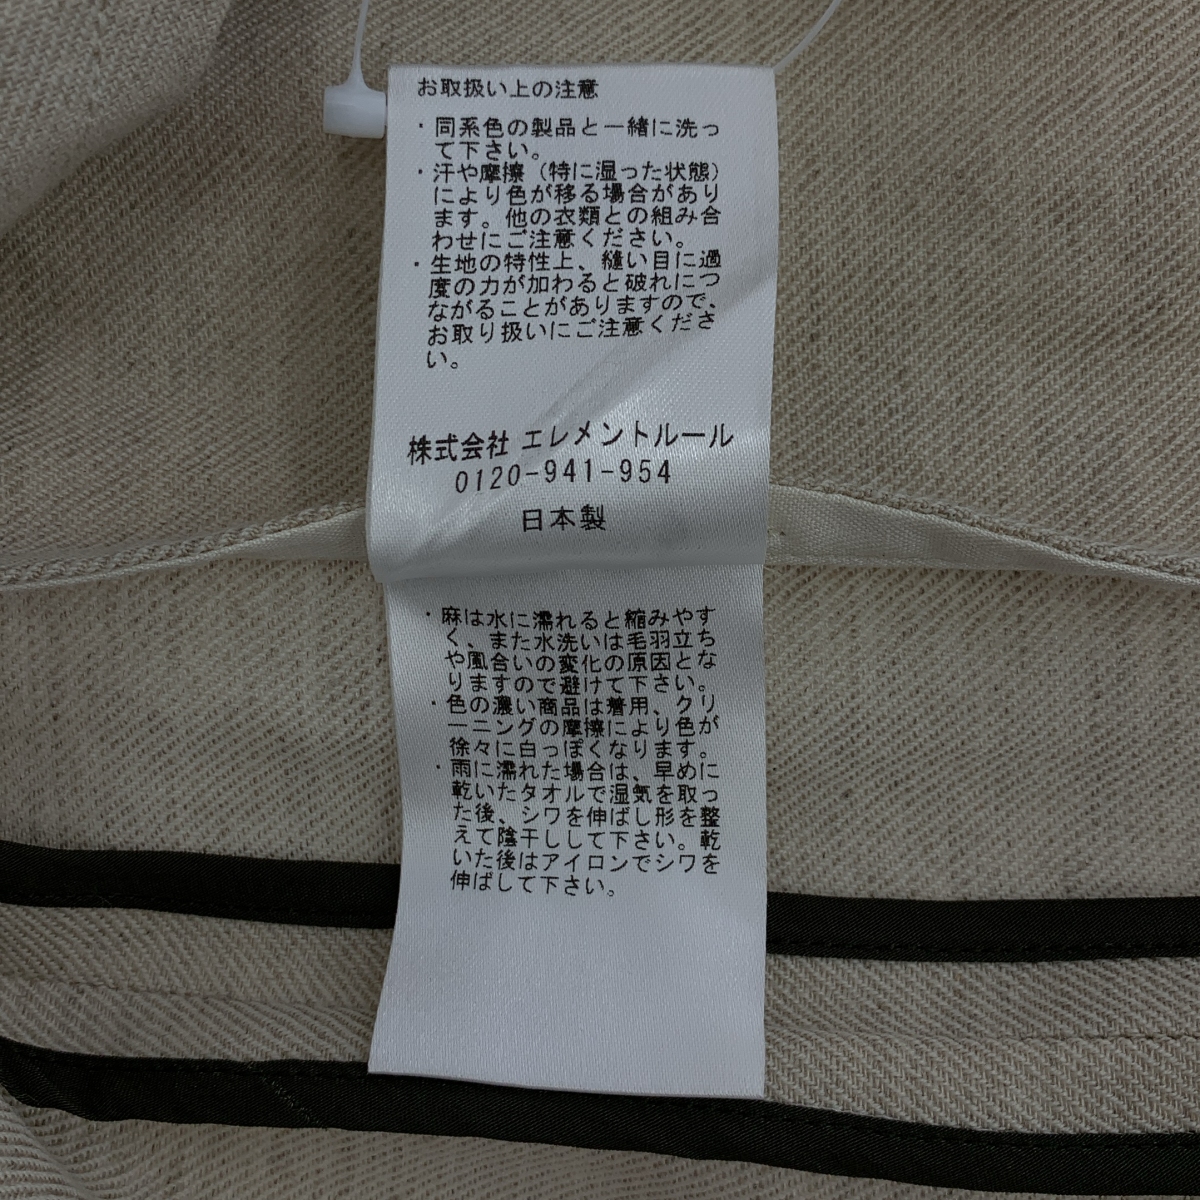 お取扱い上の注意
・同系色の製品と一緒に洗っ
て下さい。
・汗や摩擦（特に湿った状態）
により色が移る場合があり
ます。他の衣類との組み合
わせにご注意ください。
・生地の特性上、縫い目に過
度の力が加わると破れにつ
ながることがありますので、
お取り扱いにご注意くださ
い。
株式会社 エレメントルール
0120-941-954
日本製
・麻は水に濡れると縮みやす
く、また水洗いは毛羽立ち
や風合いの変化の原因とな
りますので避けて下さい。
・色の濃い商品は着用、クリ
ーニングの摩擦により色が
徐々に白っぽくなります。
・雨に濡れた場合は、早めに
乾いたタオルで湿気を取っ
た後、シワを伸ばし形を整
えて陰干しして下さい。乾
いた後はアイロンでシワを
伸ばして下さい。